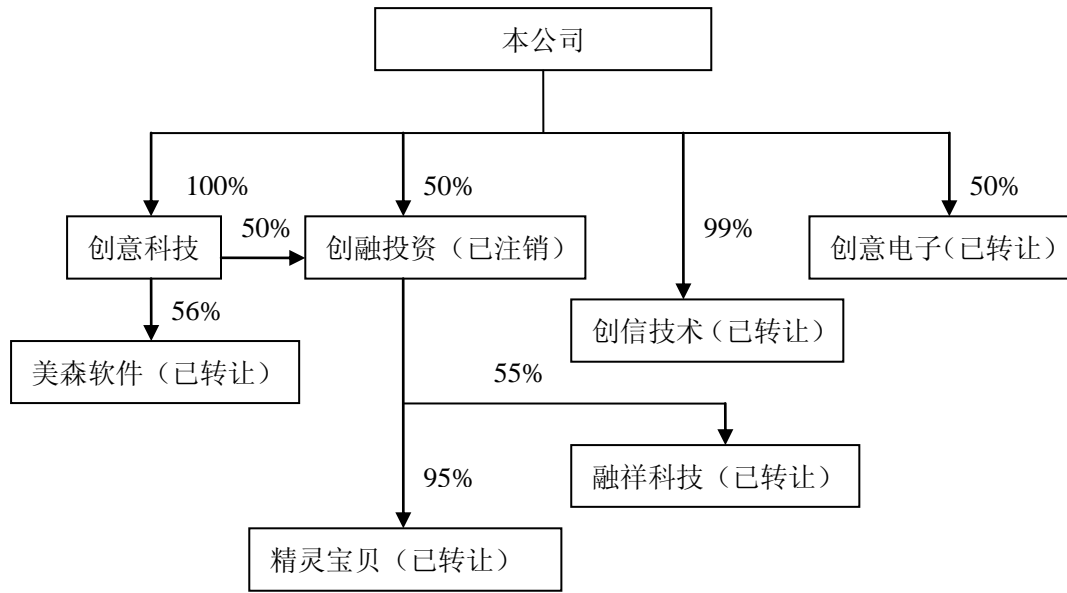 本公司
100%
50%
50%
50%
99%
创意科技
创融投资（已注销）
创意电子（已转让）
56%
创信技术（已转让）
美森软件（已转让）
55%
95%
融祥科技（已转让）
精灵宝贝（已转让）